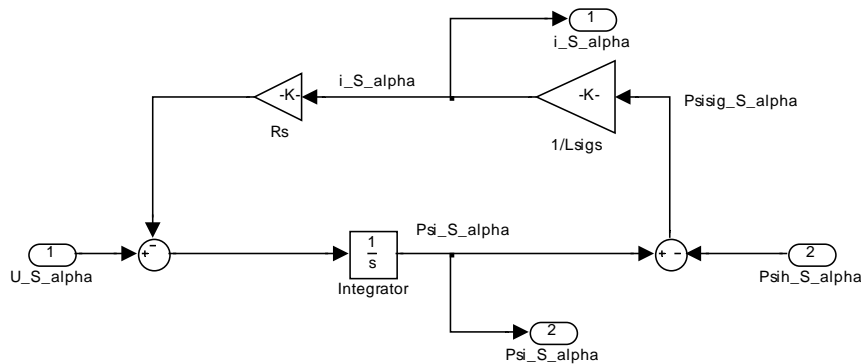 1
i_S_alpha
i_S_alpha
-K-
Rs
-K-
1/Lsigs
Psisig_S_alpha
1
U_S_alpha
+ −
1
s
Integrator
Psi_S_alpha
+ −
2
Psih_S_alpha
2
Psi_S_alpha